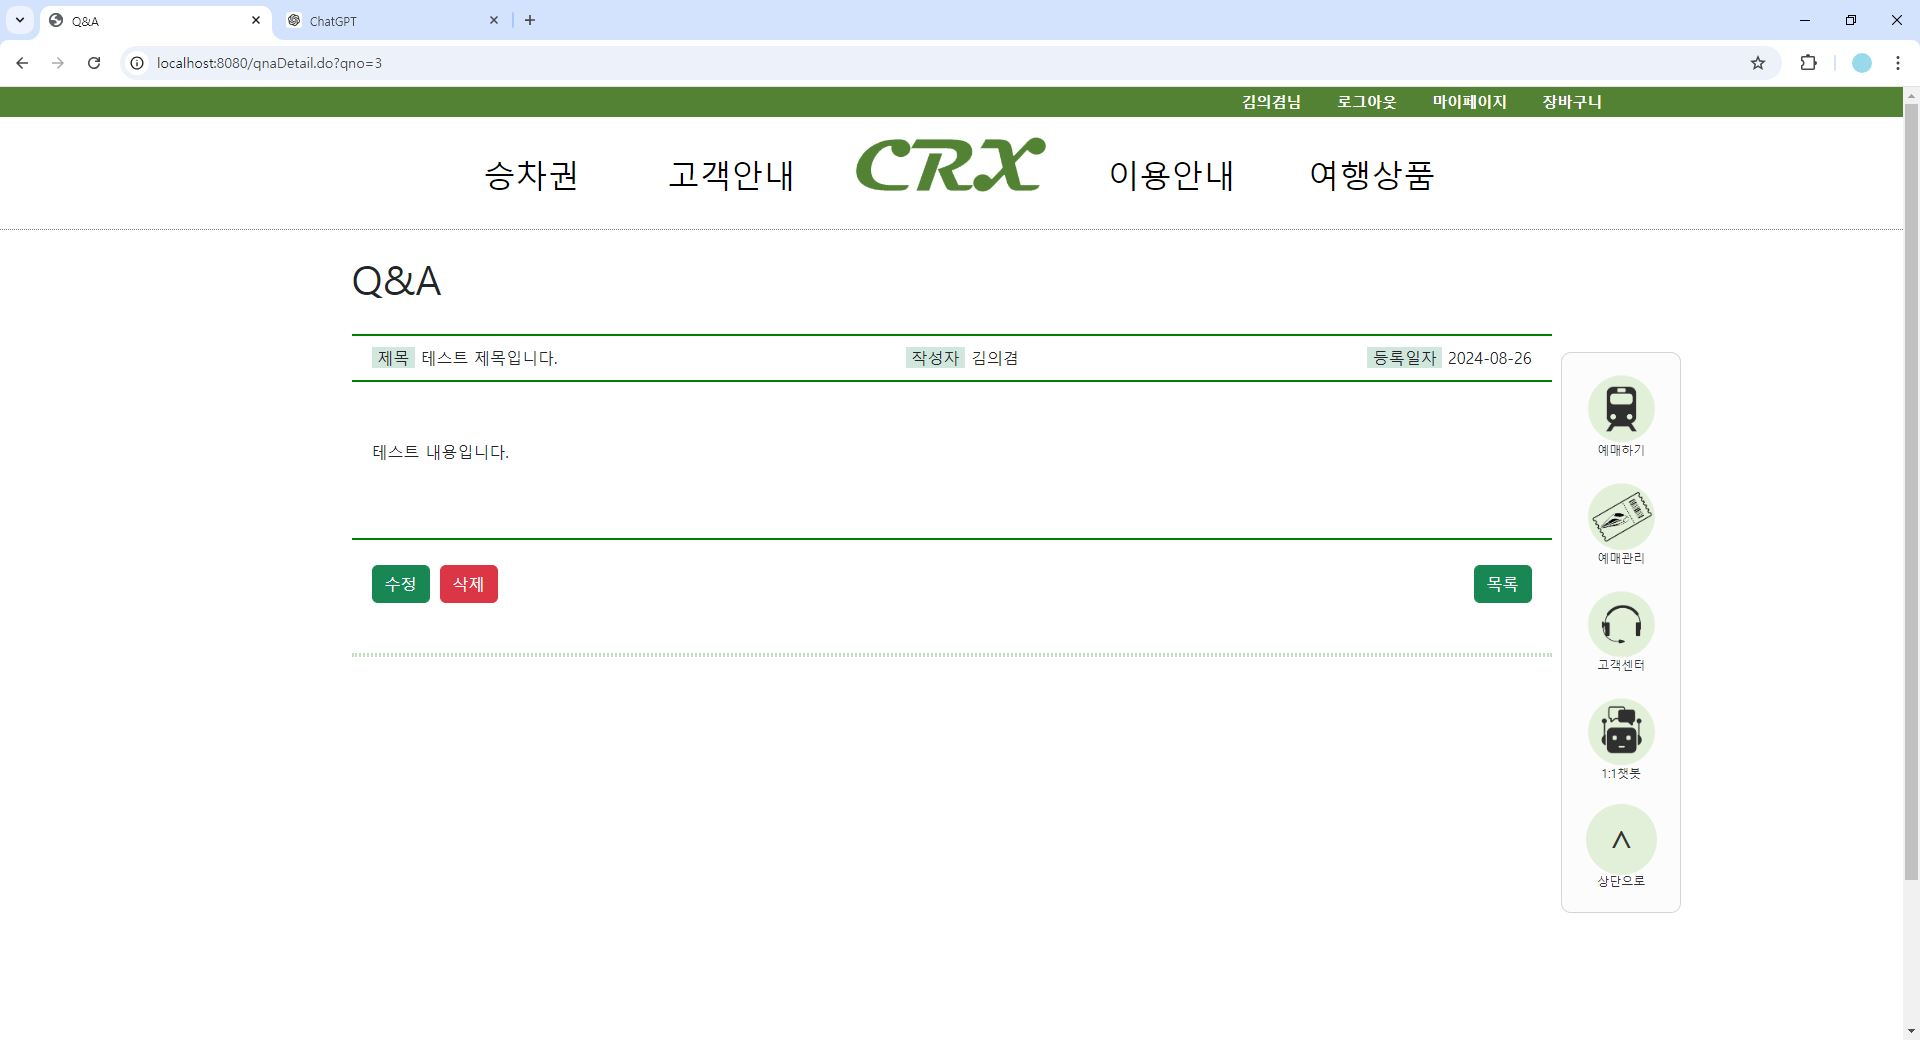 Q&A
ChatGPT
localhost:8080/qnaDetail.do?qno=3
김의겸님 로그아웃 마이페이지 장바구니
승차권 고객안내 CRX 이용안내 여행상품
Q&A
제목 테스트 제목입니다. 작성자 김의겸 등록일자 2024-08-26
테스트 내용입니다.
수정 삭제 목록
예매하기
예매관리
고객센터
1:1챗봇
^
상단으로